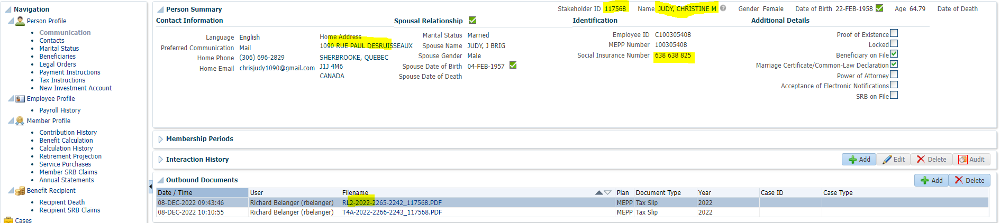 Navigation
Person Profile
Communication
Contacts
Marital Status
Beneficiaries
Legal Orders
Payment Instructions
Tax Instructions
New Investment Account
Employee Profile
Payroll History
Member Profile
Contribution History
Benefit Calculation
Calculation History
Retirement Projection
Service Purchases
Member SRB Claims
Annual Statements
Benefit Recipient
Recipient Death
Recipient SRB Claims
Cases
Person Summary
Stakeholder ID 117568 Name JUDY, CHRISTINE M Gender Female Date of Birth 22-FEB-1958 Age 64.79 Date of Death
Contact Information
Language English
Preferred Communication Mail
Home Phone (306) 696-2829
Home Email chrisjudy1090@gmail.com
Home Address
1090 RUE PAUL DESRUISSEAUX
SHERBROOKE, QUEBEC
J1J 4M6
CANADA
Spousal Relationship
Marital Status Married
Spouse Name JUDY, J BRIG
Spouse Gender Male
Spouse Date of Birth 04-FEB-1957
Spouse Date of Death
Identification
Employee ID C100305408
MEPP Number 100305408
Social Insurance Number 638 638 825
Additional Details
Proof of Existence
Locked
Beneficiary on File
Marriage Certificate/Common-Law Declaration
Power of Attorney
Acceptance of Electronic Notifications
SRB on File
Membership Periods
Interaction History
Add Edit Delete Audit
Outbound Documents
Add Delete
Date / Time User Filename Plan Document Type Year Case ID Case Type
08-DEC-2022 09:43:46 Richard Belanger (rbelanger) RL2-2022-2265-2242_117568.PDF MEPP Tax Slip 2022
08-DEC-2022 10:10:55 Richard Belanger (rbelanger) T4A-2022-2266-2243_117568.PDF MEPP Tax Slip 2022